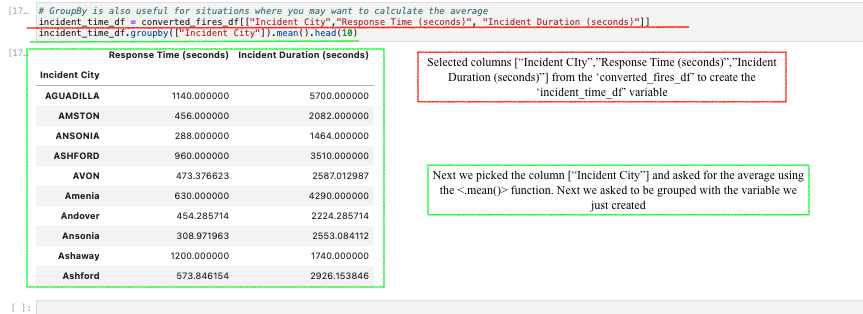 [17... # GroupBy is also useful for situations where you may want to calculate the average
incident_time_df = converted_fires_df[["Incident City","Response Time (seconds)", "Incident Duration (seconds)"]]
incident_time_df.groupby(["Incident City"]).mean().head(10)
[17... Response Time (seconds) Incident Duration (seconds)
Incident City
AGUADILLA 1140.000000 5700.000000
AMSTON 456.000000 2082.000000
ANSONIA 288.000000 1464.000000
ASHFORD 960.000000 3510.000000
AVON 473.376623 2587.012987
Amenia 630.000000 4290.000000
Andover 454.285714 2224.285714
Ansonia 308.971963 2553.084112
Ashaway 1200.000000 1740.000000
Ashford 573.846154 2926.153846
Selected columns [“Incident CIty”,”Response Time (seconds)”,”Incident
Duration (seconds)”] from the ‘converted_fires_df’ to create the
‘incident_time_df’ variable
Next we picked the column [“Incident City”] and asked for the average using
the <.mean()> function. Next we asked to be grouped with the variable we
just created
[ ]: